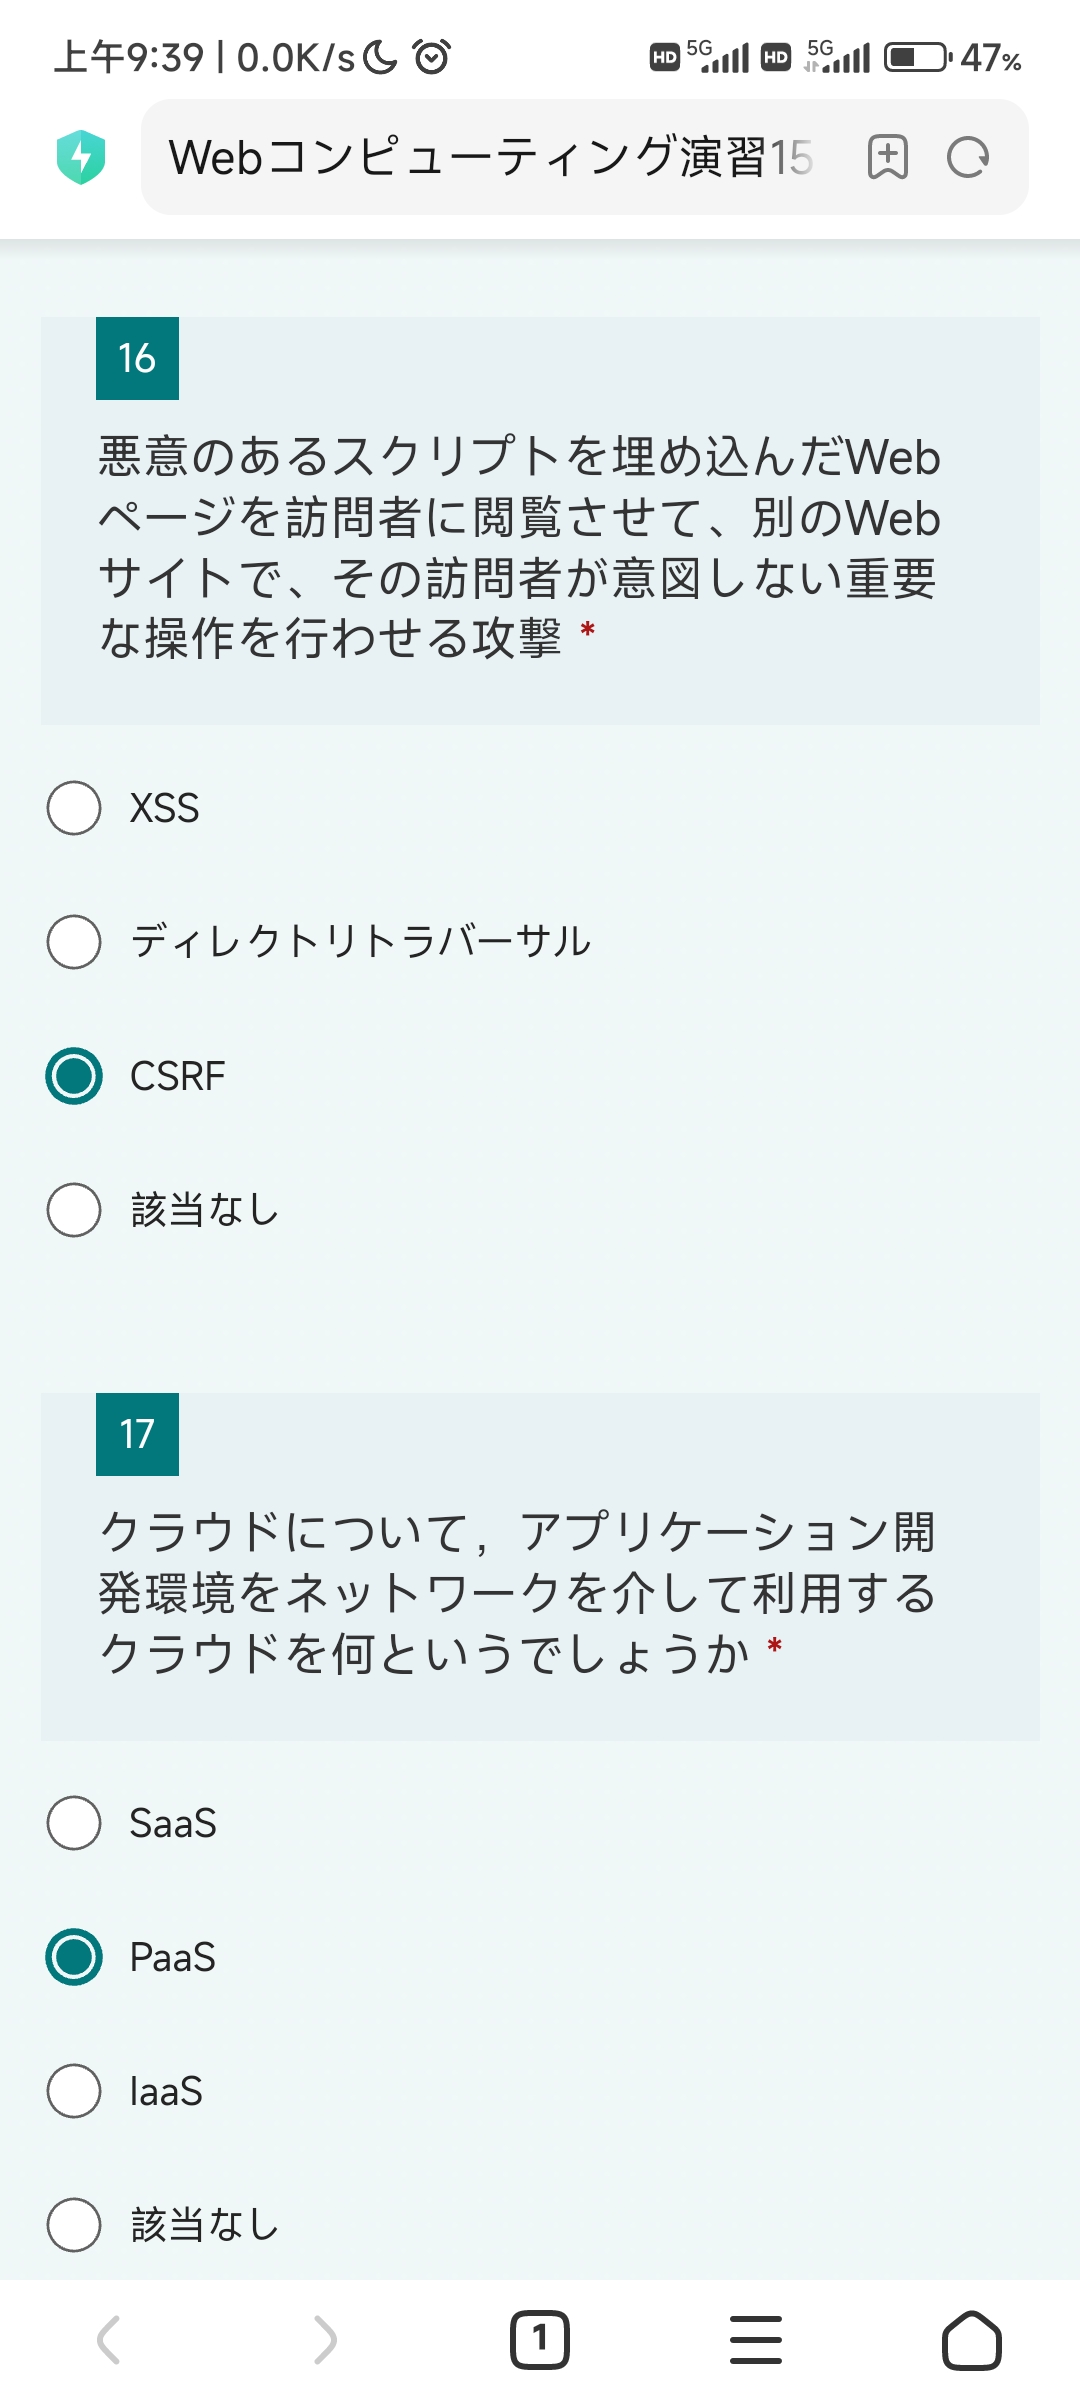 上午9:39 | 0.0K/s HD 5G HD 5G 47%
Webコンピューティング演習15
16
悪意のあるスクリプトを埋め込んだWeb
ページを訪問者に閲覧させて、別のWeb
サイトで、その訪問者が意図しない重要
な操作を行わせる攻撃 *
XSS
ディレクトリトラバーサル
CSRF
該当なし
17
クラウドについて，アプリケーション開
発環境をネットワークを介して利用する
クラウドを何というでしょうか *
SaaS
PaaS
IaaS
該当なし
1